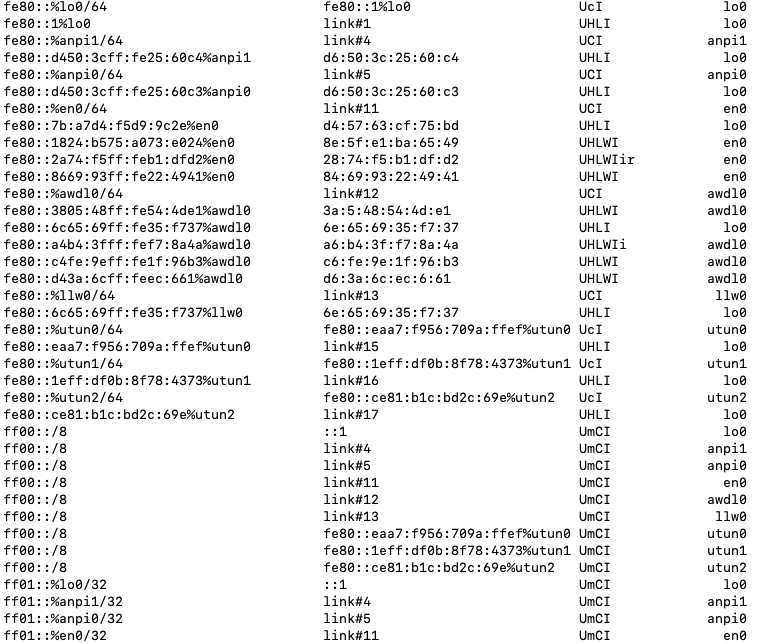 fe80::%lo0/64 fe80::1%lo0 UcI lo0
fe80::1%lo0 link#1 UHLI lo0
fe80::%anpi1/64 link#4 UCI anpi1
fe80::d450:3cff:fe25:60c4%anpi1 d6:50:3c:25:60:c4 UHLI lo0
fe80::%anpi0/64 link#5 UCI anpi0
fe80::d450:3cff:fe25:60c3%anpi0 d6:50:3c:25:60:c3 UHLI lo0
fe80::%en0/64 link#11 UcI en0
fe80::7b:a7d4:f5d9:9c2e%en0 d4:57:63:cf:75:bd UHLI lo0
fe80::1824:b575:a073:e024%en0 8e:5f:e1:ba:65:49 UHLWI en0
fe80::2a74:f5ff:feb1:dfd2%en0 28:74:f5:b1:df:d2 UHLWIir en0
fe80::8669:93ff:fe22:4941%en0 84:69:93:22:49:41 UHLWI en0
fe80::%awdl0/64 link#12 UCI awdl0
fe80::3805:48ff:fe54:4de1%awdl0 3a:5:48:54:4d:e1 UHLWI awdl0
fe80::6c65:69ff:fe35:f737%awdl0 6e:65:69:35:f7:37 UHLI lo0
fe80::a4b4:3fff:fef7:8a4a%awdl0 a6:b4:3f:f7:8a:4a UHLWIi awdl0
fe80::c4fe:9eff:fe1f:96b3%awdl0 c6:fe:9e:1f:96:b3 UHLWI awdl0
fe80::d43a:6cff:feec:661%awdl0 d6:3a:6c:ec:6:61 UHLWI awdl0
fe80::%llw0/64 link#13 UCI llw0
fe80::6c65:69ff:fe35:f737%llw0 6e:65:69:35:f7:37 UHLI lo0
fe80::%utun0/64 fe80::eaa7:f956:709a:ffef%utun0 UcI utun0
fe80::eaa7:f956:709a:ffef%utun0 link#15 UHLI lo0
fe80::%utun1/64 fe80::1eff:df0b:8f78:4373%utun1 UcI utun1
fe80::1eff:df0b:8f78:4373%utun1 link#16 UHLI lo0
fe80::%utun2/64 fe80::ce81:b1c:bd2c:69e%utun2 UcI utun2
fe80::ce81:b1c:bd2c:69e%utun2 link#17 UHLI lo0
ff00::/8 ::1 UmCI lo0
ff00::/8 link#4 UmCI anpi1
ff00::/8 link#5 UmCI anpi0
ff00::/8 link#11 UmCI en0
ff00::/8 link#12 UmCI awdl0
ff00::/8 link#13 UmCI llw0
ff00::/8 fe80::eaa7:f956:709a:ffef%utun0 UmCI utun0
ff00::/8 fe80::1eff:df0b:8f78:4373%utun1 UmCI utun1
ff00::/8 fe80::ce81:b1c:bd2c:69e%utun2 UmCI utun2
ff01::%lo0/32 ::1 UmCI lo0
ff01::%anpi1/32 link#4 UmCI anpi1
ff01::%anpi0/32 link#5 UmCI anpi0
ff01::%en0/32 link#11 UmCI en0